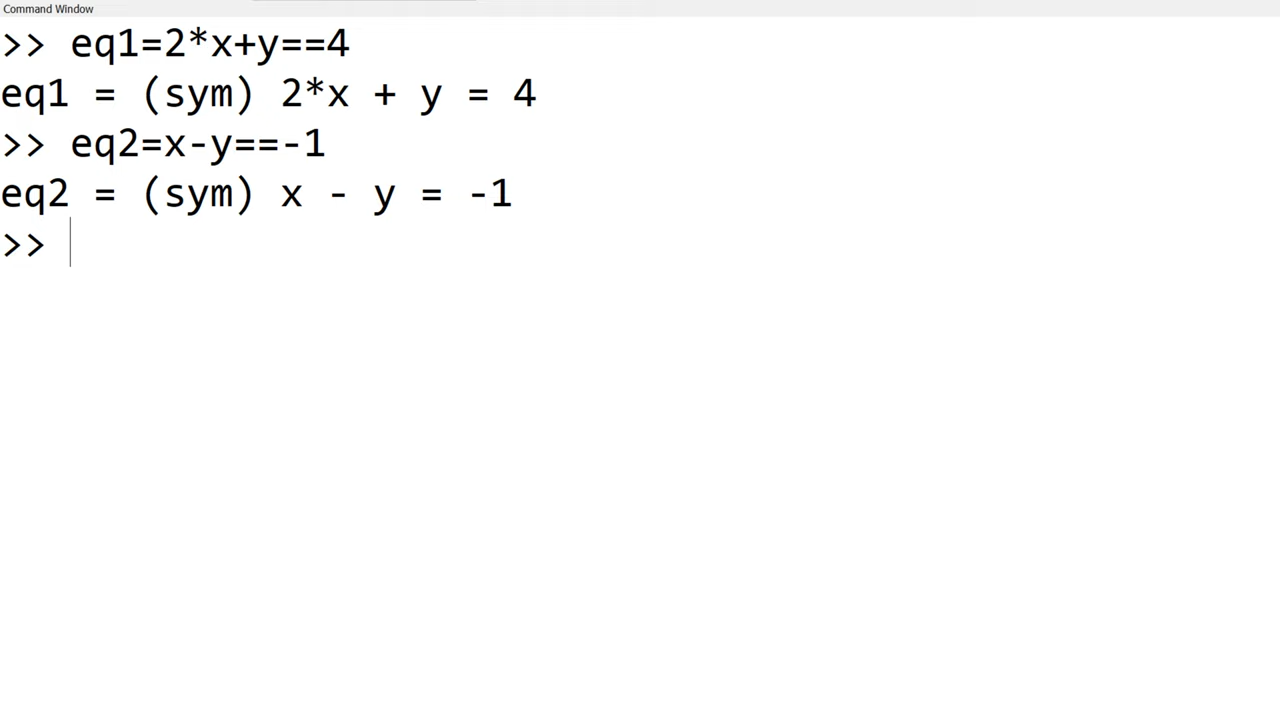 Command Window
>> eq1=2*x+y==4
eq1 = (sym) 2*x + y = 4
>> eq2=x-y==-1
eq2 = (sym) x - y = -1
>>